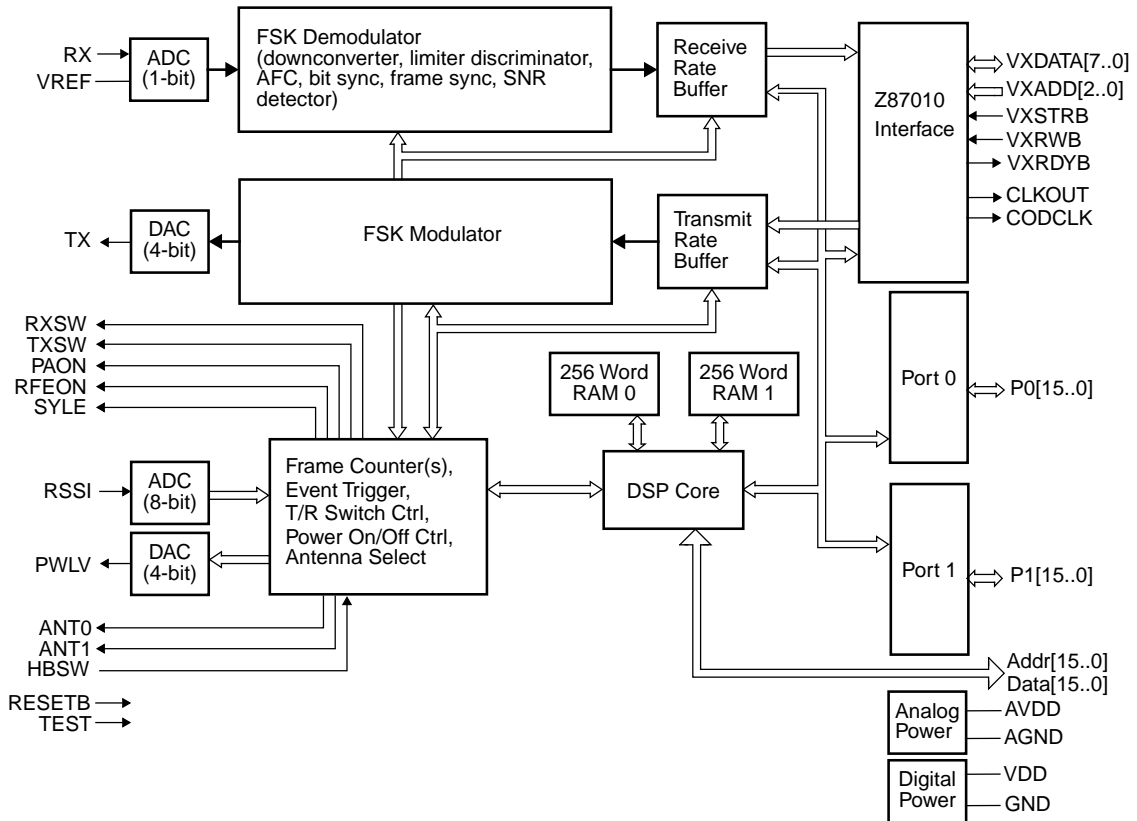 RX
VREF
ADC
(1-bit)
FSK Demodulator
(downconverter, limiter discriminator,
AFC, bit sync, frame sync, SNR
detector)
Receive
Rate
Buffer
Z87010
Interface
VXDATA[7..0]
VXADD[2..0]
VXSTRB
VXRWB
VXRDYB
CLKOUT
CODCLK
TX
DAC
(4-bit)
FSK Modulator
Transmit
Rate
Buffer
RXSW
TXSW
PAON
RFEON
SYLE
256 Word
RAM 0
256 Word
RAM 1
Port 0
P0[15..0]
RSSI
ADC
(8-bit)
Frame Counter(s),
Event Trigger,
T/R Switch Ctrl,
Power On/Off Ctrl,
Antenna Select
DSP Core
PWLV
DAC
(4-bit)
Port 1
P1[15..0]
ANT0
ANT1
HBSW
Addr[15..0]
Data[15..0]
RESETB
TEST
Analog
Power
AVDD
AGND
Digital
Power
VDD
GND